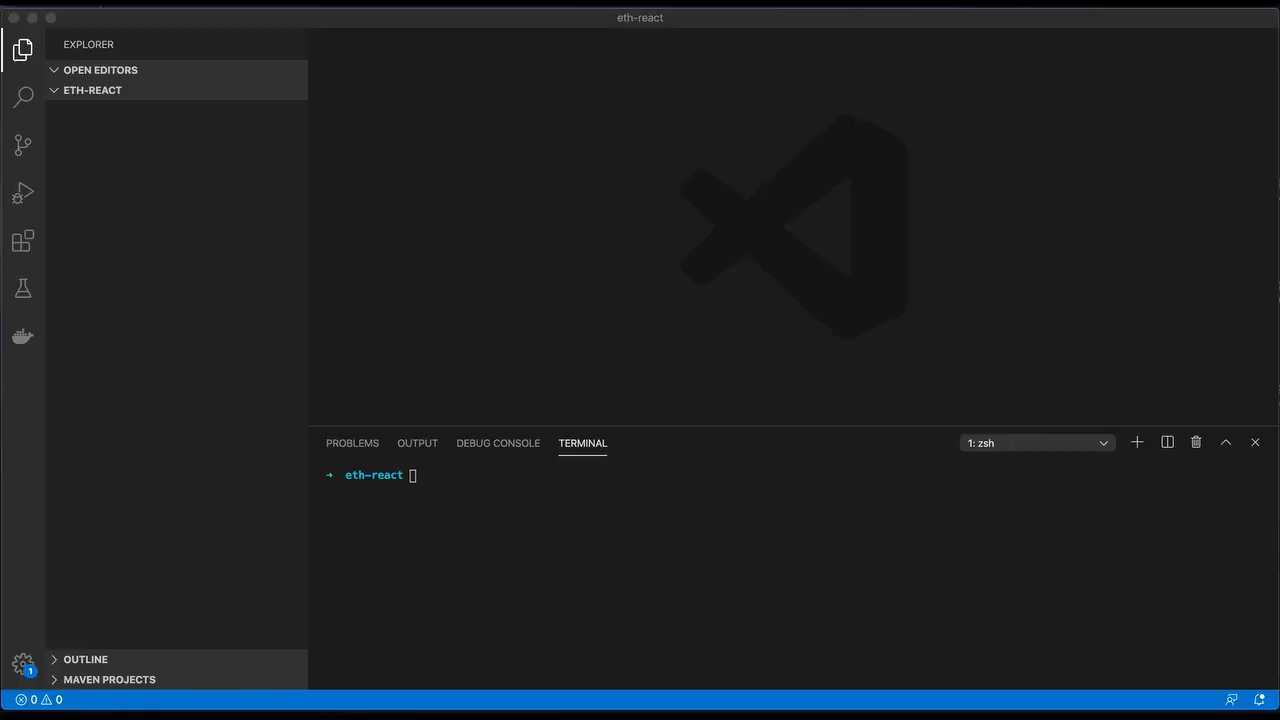 eth-react
EXPLORER
OPEN EDITORS
ETH-REACT
PROBLEMS OUTPUT DEBUG CONSOLE TERMINAL 1: zsh
→ eth-react
OUTLINE
MAVEN PROJECTS
1
0 0